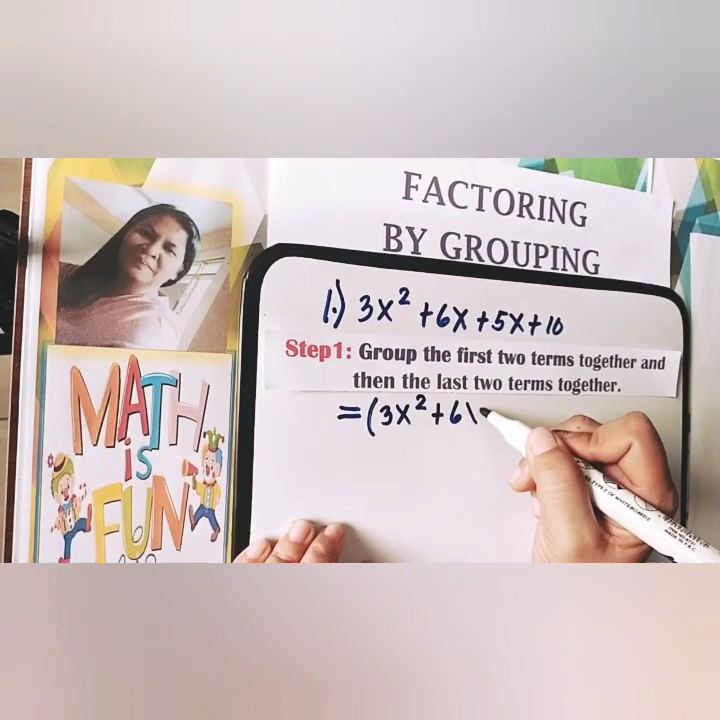 FACTORING
BY GROUPING
1.) 3x² + 6x + 5x + 10
Step1: Group the first two terms together and
then the last two terms together.
= (3x² + 6
MATH
iS
FUN